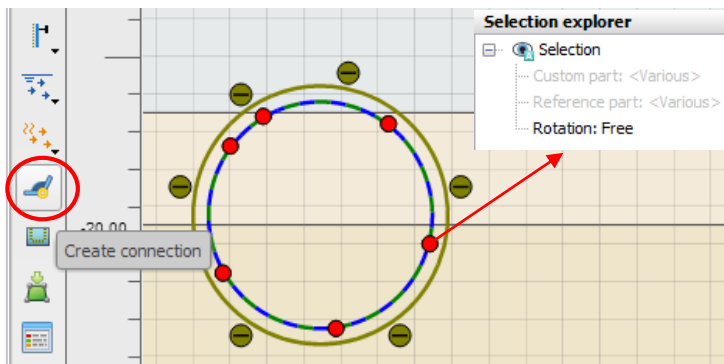 Selection explorer
Selection
Custom part: <Various>
Reference part: <Various>
Rotation: Free
-20.00
Create connection